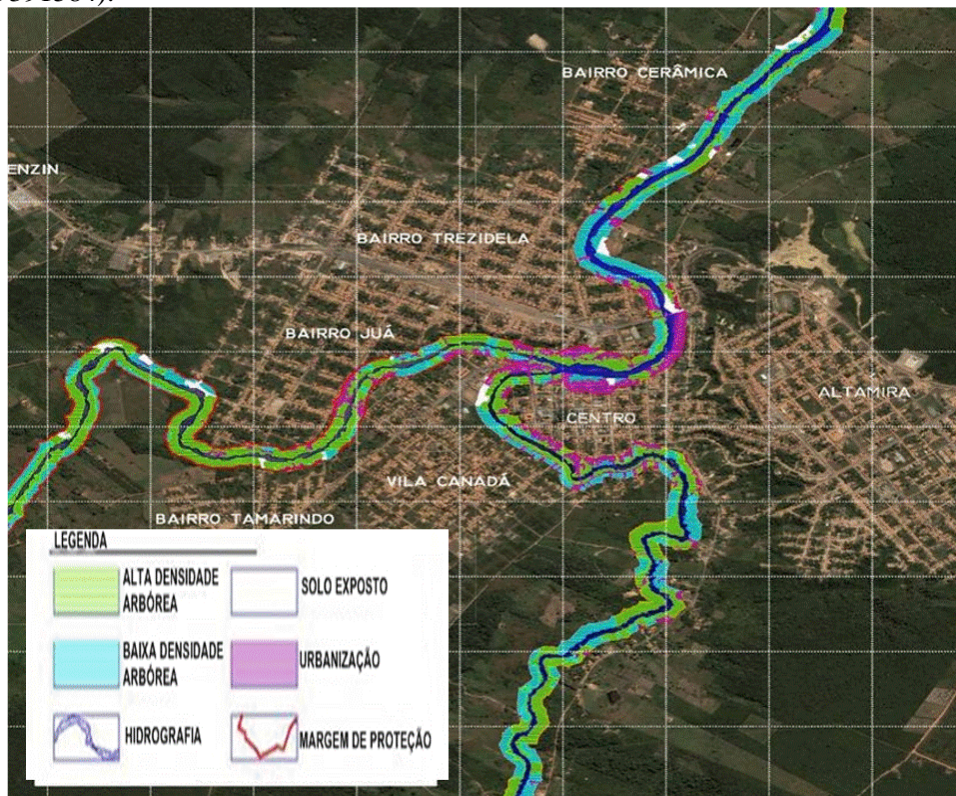 BAIRRO CERÂMICA
ENZIN
BAIRRO TREZIDELA
BAIRRO JUÃ
ALTAMIRA
CENTRO
VILA CANADÁ
BAIRRO TAMARINDO
LEGENDA
ALTA DENSIDADE
ARBÓREA
SOLO EXPOSTO
BAIXA DENSIDADE
ARBÓREA
URBANIZAÇÃO
HIDROGRAFIA
MARGEM DE PROTEÇÃO